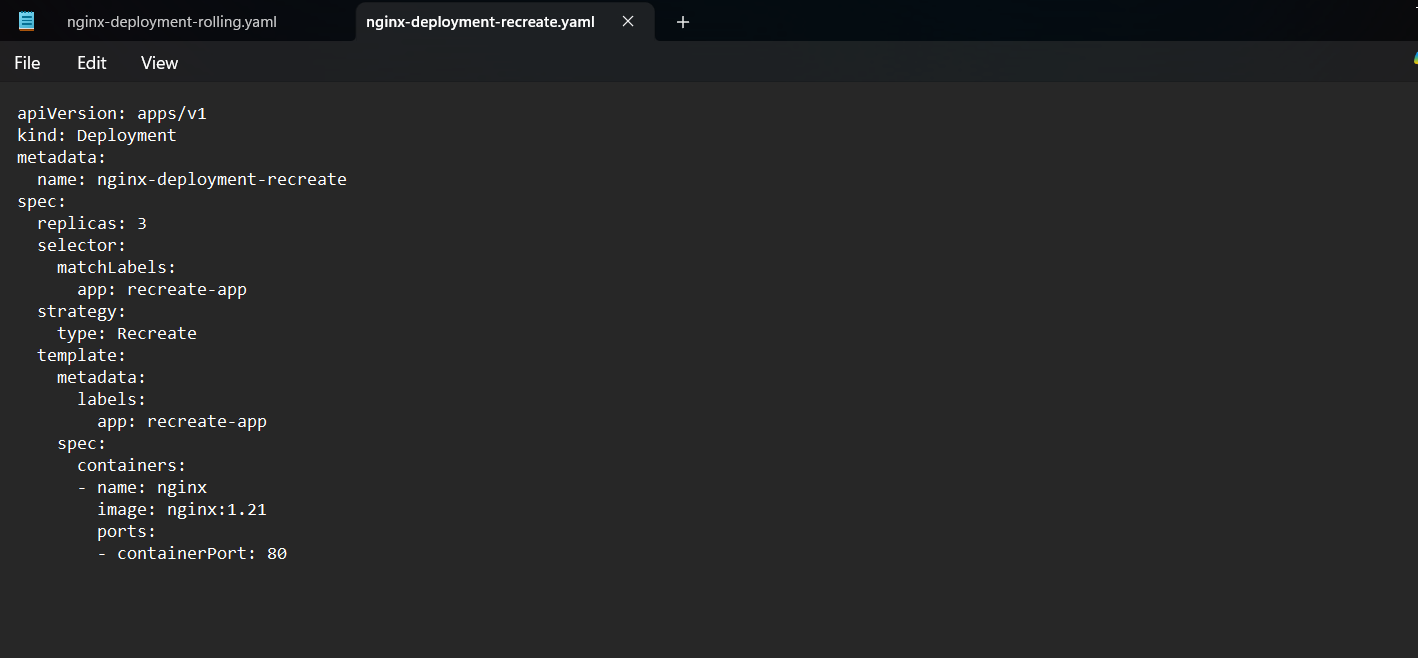 nginx-deployment-rolling.yaml
nginx-deployment-recreate.yaml
File Edit View
apiVersion: apps/v1
kind: Deployment
metadata:
  name: nginx-deployment-recreate
spec:
  replicas: 3
  selector:
    matchLabels:
      app: recreate-app
  strategy:
    type: Recreate
  template:
    metadata:
      labels:
        app: recreate-app
    spec:
      containers:
      - name: nginx
        image: nginx:1.21
        ports:
        - containerPort: 80